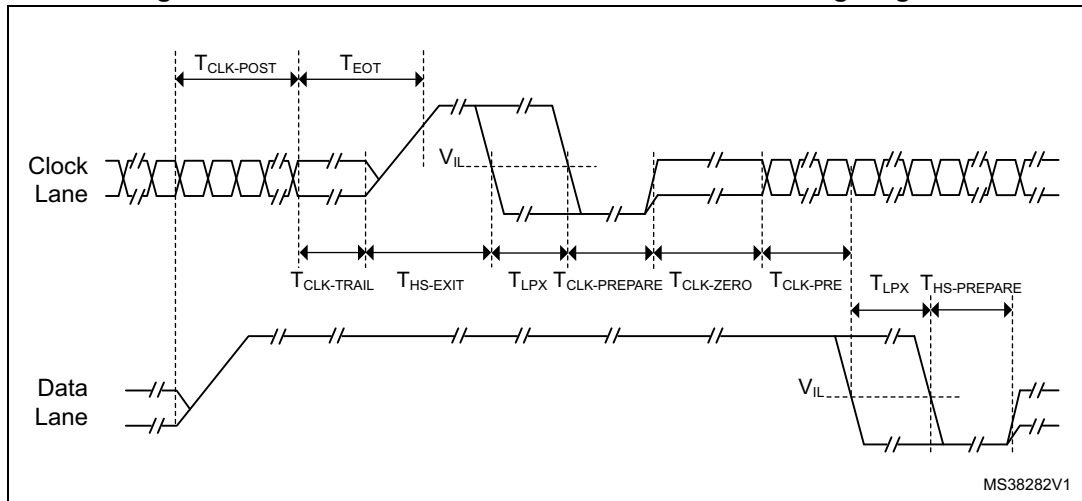 T_CLK-POST T_EOT
V_IL
Clock
Lane
T_CLK-TRAIL T_HS-EXIT T_LPX T_CLK-PREPARE T_CLK-ZERO T_CLK-PRE
T_LPX T_HS-PREPARE
Data
Lane
V_IL
MS38282V1